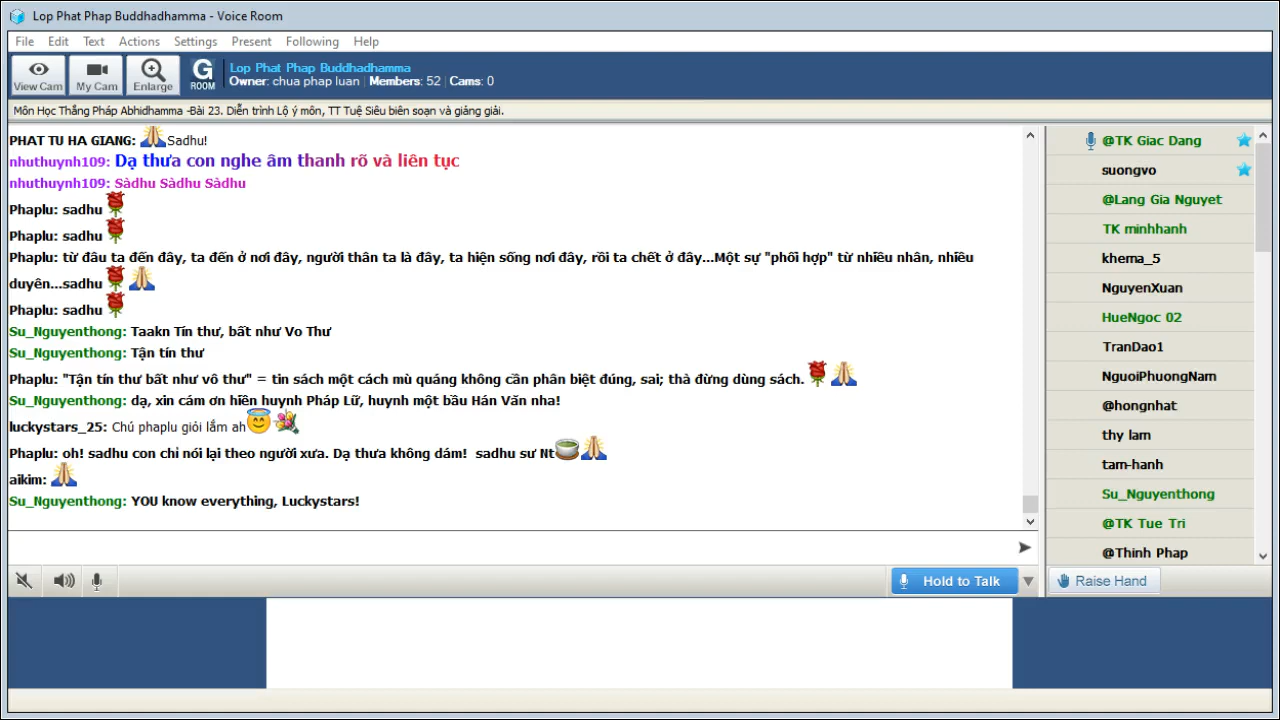 Lop Phat Phap Buddhadhamma - Voice Room
File Edit Text Actions Settings Present Following Help
View Cam My Cam Enlarge G ROOM
Lop Phat Phap Buddhadhamma
Owner: chua phap luan Members: 52 Cams: 0
Môn Học Thắng Pháp Abhidhamma -Bài 23. Diễn trình Lộ ý môn, TT Tuệ Siêu biên soạn và giảng giải.
PHAT TU HA GIANG: Sadhu!
nhuthuynh109: Dạ thưa con nghe âm thanh rõ và liên tục
nhuthuynh109: Sàdhu Sàdhu Sàdhu
Phaplu: sadhu
Phaplu: sadhu
Phaplu: từ đâu ta đến đây, ta đến ở nơi đây, người thân ta là đây, ta hiện sống nơi đây, rồi ta chết ở đây...Một sự "phối hợp" từ nhiều nhân, nhiều
duyên...sadhu
Phaplu: sadhu
Su_Nguyenthong: Taakn Tín thư, bất như Vo Thư
Su_Nguyenthong: Tận tín thư
Phaplu: "Tận tín thư bất như vô thư" = tin sách một cách mù quáng không cần phân biệt đúng, sai; thà đừng dùng sách.
Su_Nguyenthong: dạ, xin cám ơn hiền huynh Pháp Lữ, huynh một bầu Hán Văn nha!
luckystars_25: Chú phaplu giỏi lắm ah
Phaplu: oh! sadhu con chỉ nói lại theo người xưa. Dạ thưa không dám! sadhu sư Nt
aikim:
Su_Nguyenthong: YOU know everything, Luckystars!
Hold to Talk
@TK Giac Dang
suongvo
@Lang Gia Nguyet
TK minhhanh
khema_5
NguyenXuan
HueNgoc 02
TranDao1
NguoiPhuongNam
@hongnhat
thy lam
tam-hanh
Su_Nguyenthong
@TK Tue Tri
@Thinh Phap
Raise Hand